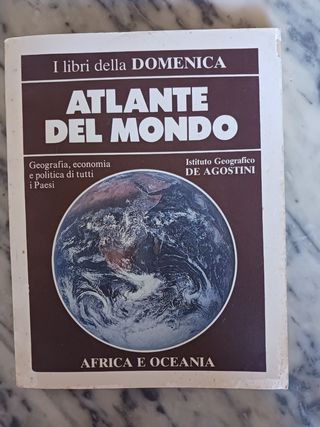 I libri della DOMENICA
ATLANTE
DEL MONDO
Geografia, economia
e politica di tutti
i Paesi
Istituto Geografico
DE AGOSTINI
AFRICA E OCEANIA